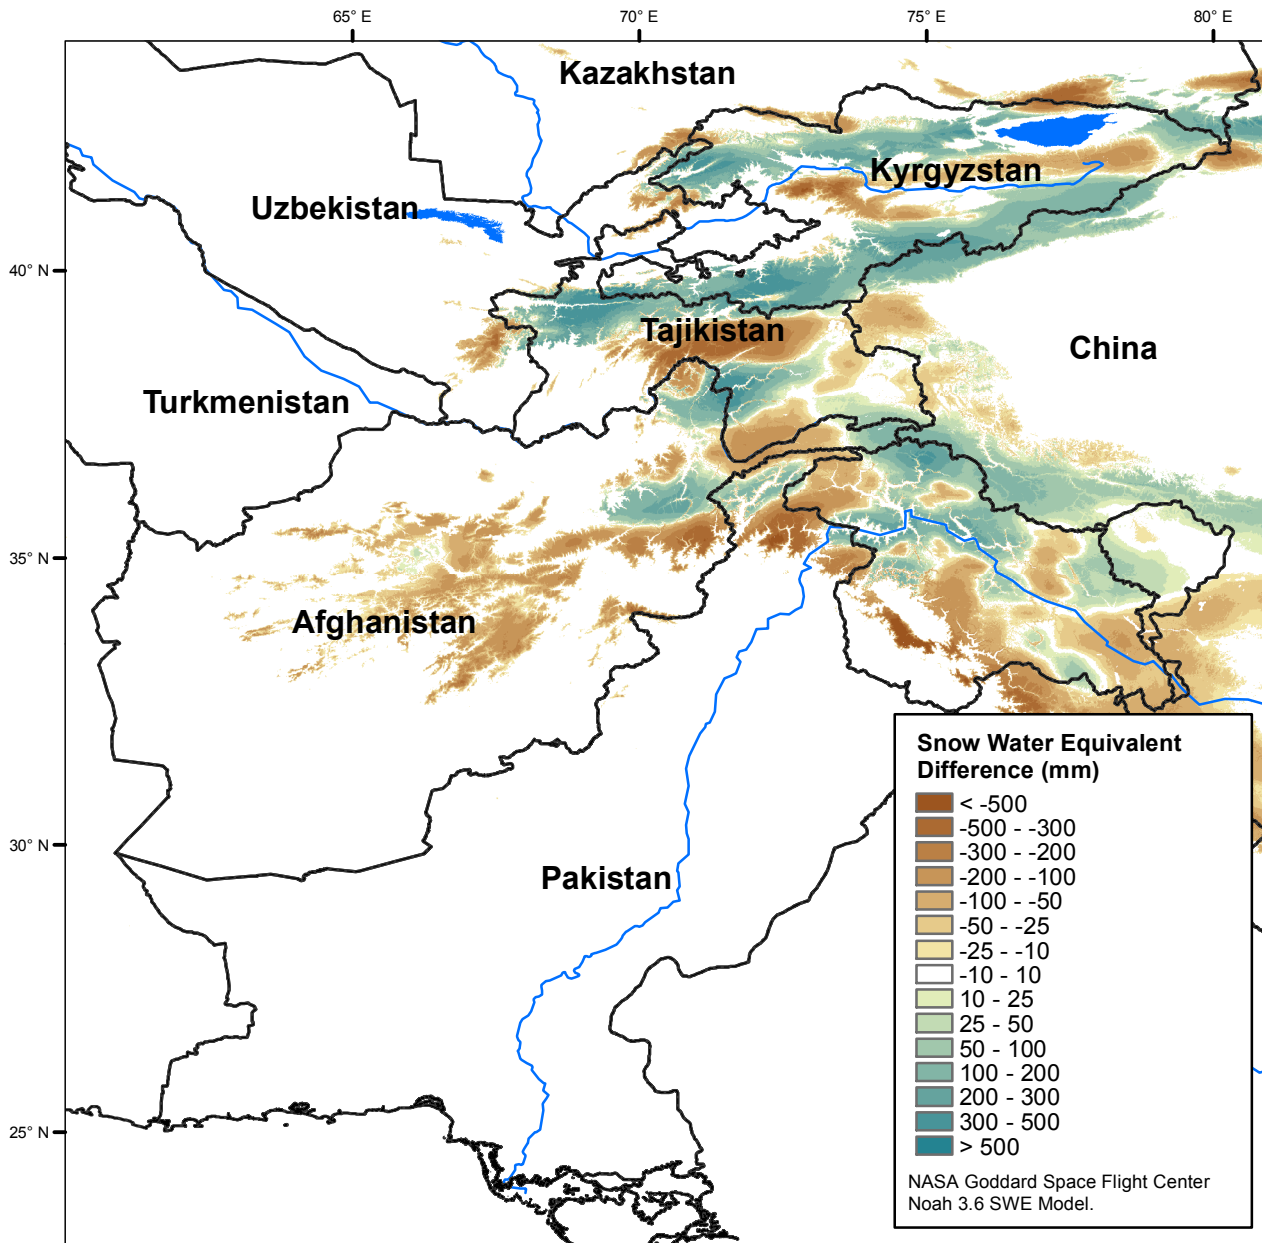 65° E
70° E
75° E
80° E
Kazakhstan
Kyrgyzstan
Uzbekistan
40° N
Tajikistan
China
Turkmenistan
35° N
Afghanistan
30° N
Pakistan
25° N
Snow Water Equivalent
Difference (mm)
< -500
-500 - -300
-300 - -200
-200 - -100
-100 - -50
-50 - -25
-25 - -10
-10 - 10
10 - 25
25 - 50
50 - 100
100 - 200
200 - 300
300 - 500
> 500
NASA Goddard Space Flight Center
Noah 3.6 SWE Model.